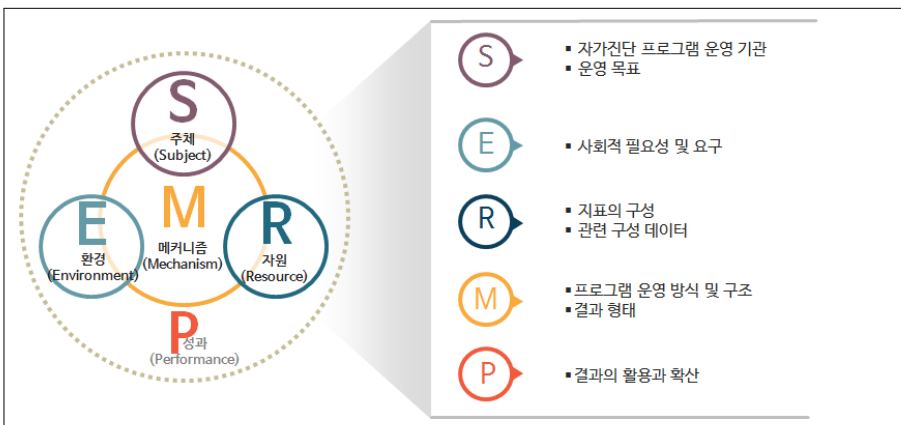 S
주체
(Subject)
E
환경
(Environment)
M
메커니즘
(Mechanism)
R
자원
(Resource)
P
성과
(Performance)
S
▪ 자가진단 프로그램 운영 기관
▪ 운영 목표
E
▪ 사회적 필요성 및 요구
R
▪ 지표의 구성
▪ 관련 구성 데이터
M
▪프로그램 운영 방식 및 구조
▪결과 형태
P
▪결과의 활용과 확산